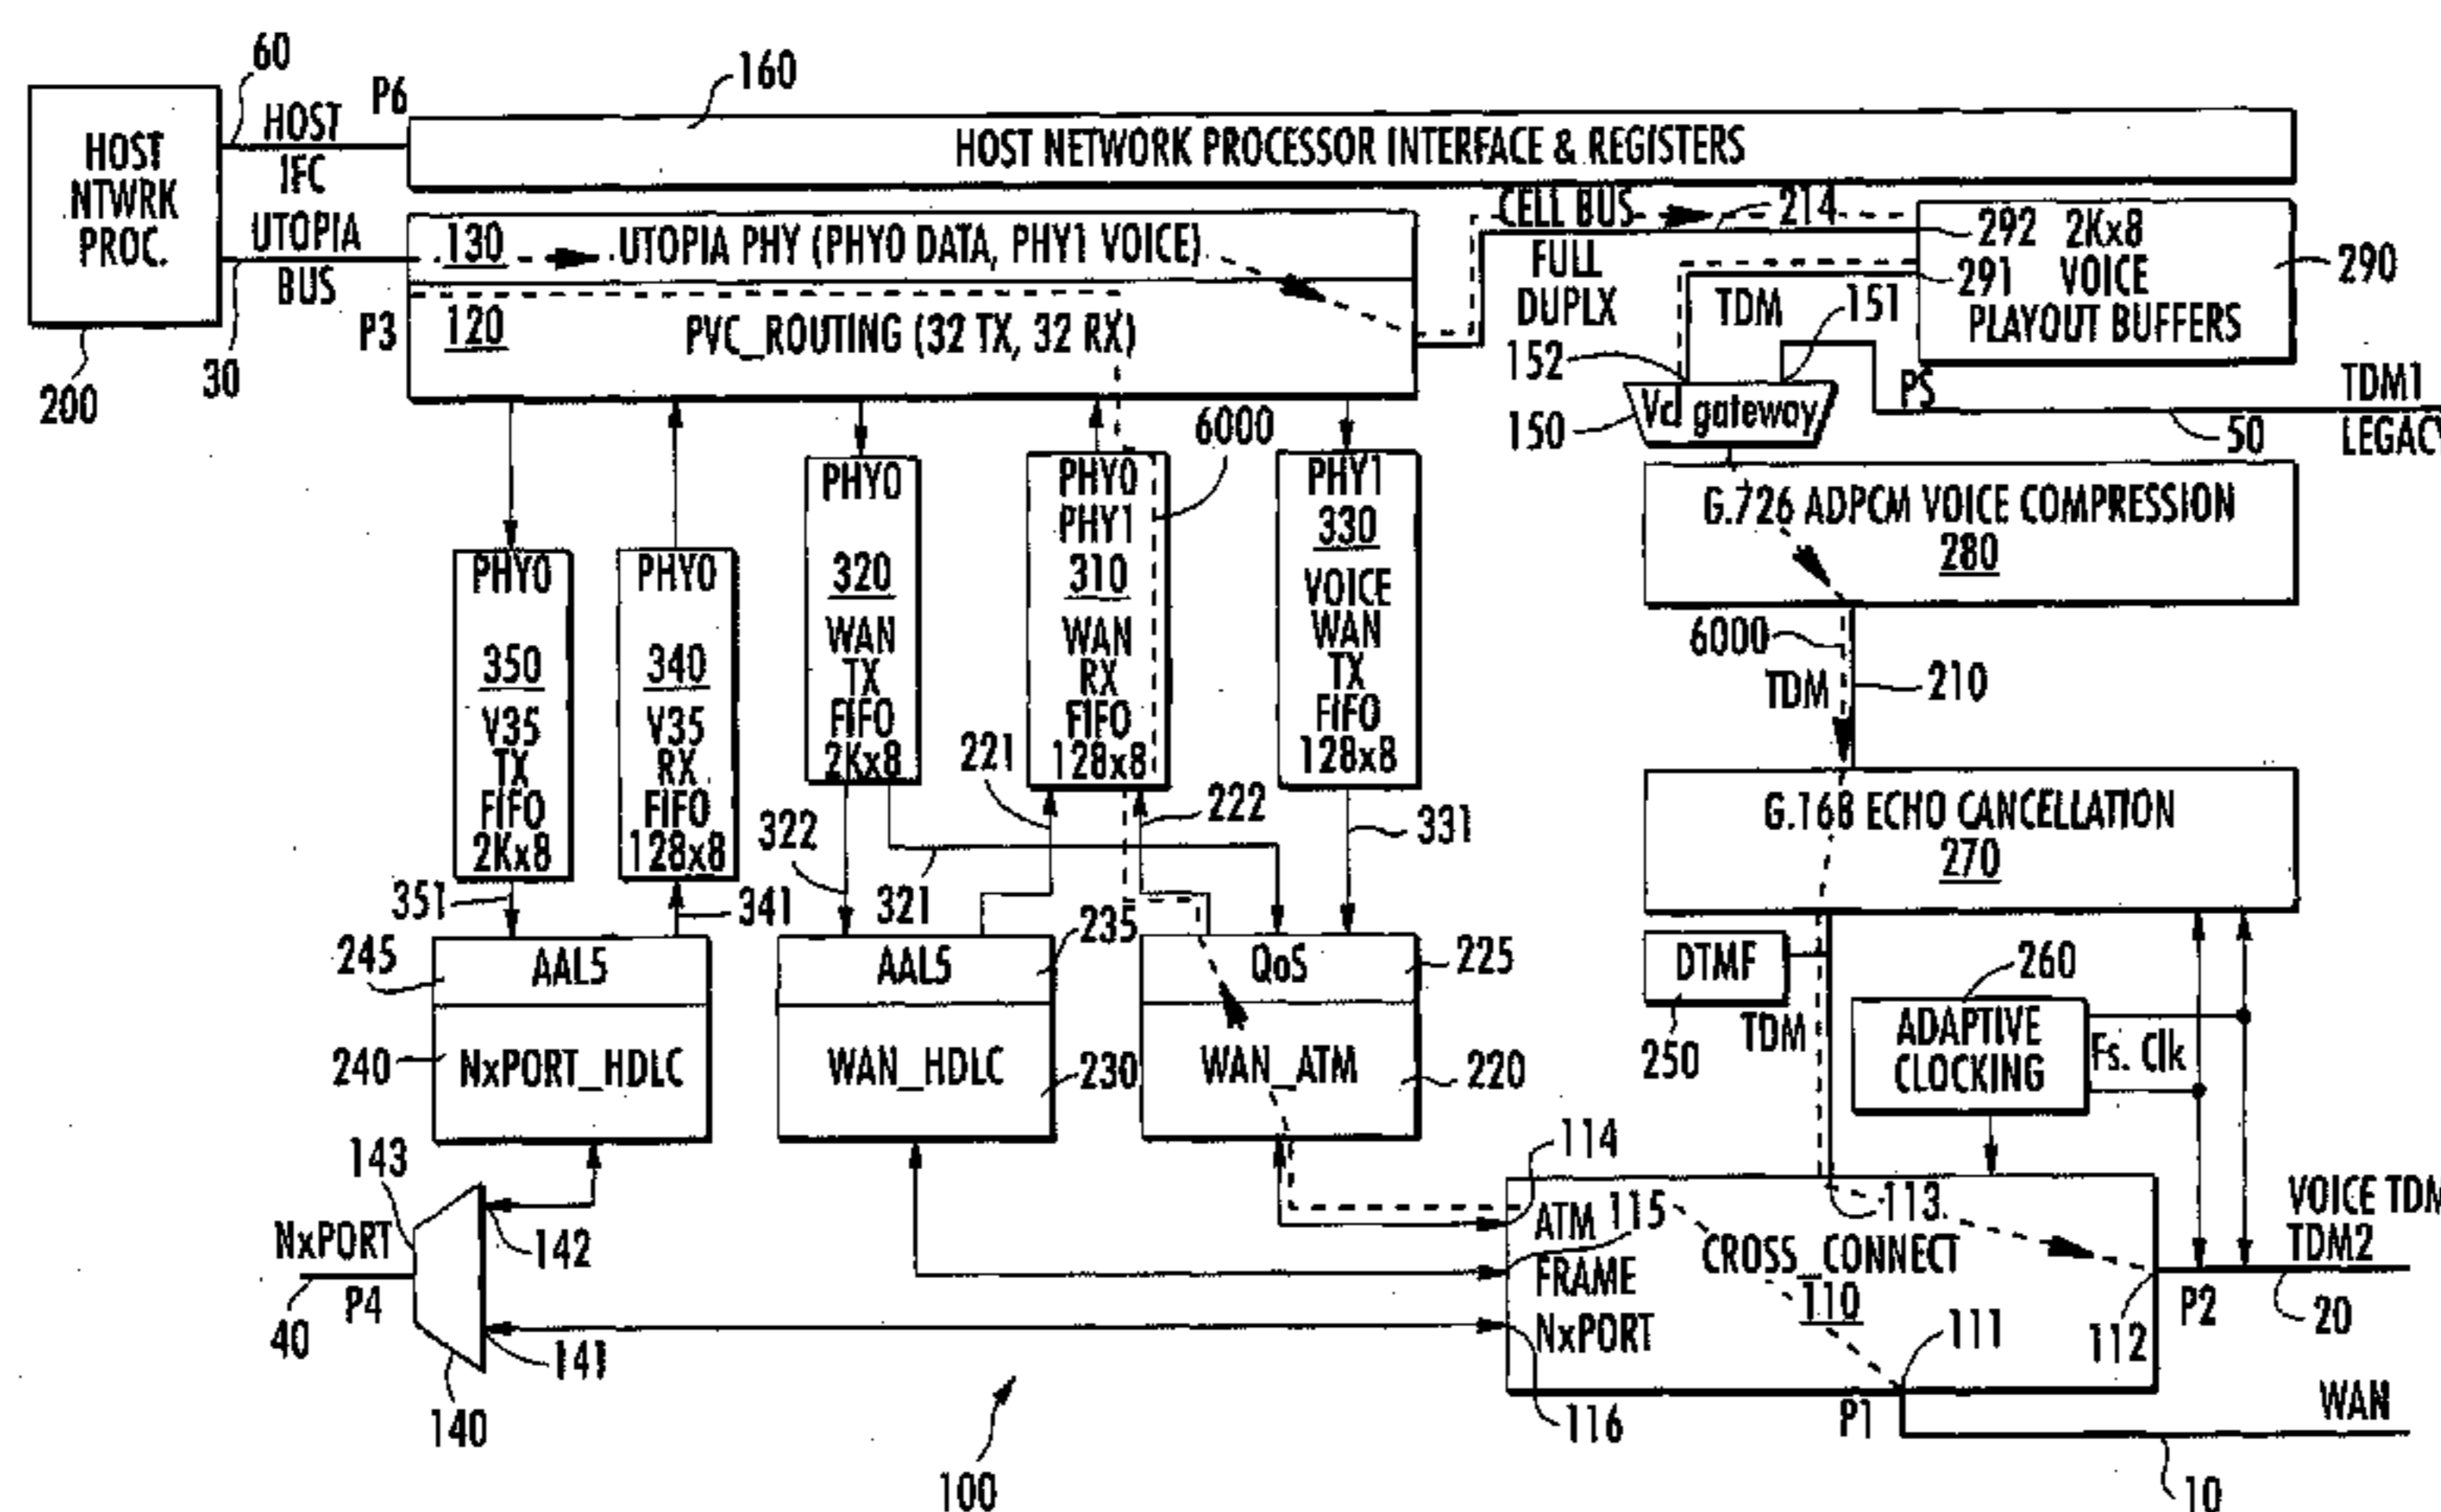 60
P6
160
HOST
NTWRK
PROC.
HOST
IFC
HOST NETWORK PROCESSOR INTERFACE & REGISTERS
UTOPIA
BUS
30
200
P3
130 UTOPIA PHY (PHY0 DATA, PHY1 VOICE)
120
PVC_ROUTING (32 TX, 32 RX)
CELL BUS
214
FULL
DUPLX
292 2Kx8
291 VOICE
PLAYOUT BUFFERS
290
TDM
151
152
150
gateway
50
TDM1
LEGACY
6000
PHY0
350
V35
TX
FIFO
2Kx8
PHY0
340
V35
RX
FIFO
128x8
PHY0
320
WAN
TX
FIFO
2Kx8
PHY0
PHY1
310
WAN
RX
FIFO
128x8
PHY1
330
VOICE
WAN
TX
FIFO
128x8
G.726 ADPCM VOICE COMPRESSION
280
6000
TDM
210
221
222
322
321
331
351
341
G.168 ECHO CANCELLATION
270
245
AAL5
240
NxPORT_HDLC
235
AAL5
WAN_HDLC
230
QoS
225
WAN_ATM
220
DTMF
250
TDM
260
ADAPTIVE
CLOCKING
Fs. Clk
143
NxPORT
40
P4
142
141
140
114
ATM
115
FRAME
NxPORT
116
113
CROSS_CONNECT
110
111
112
P1
P2
VOICE TDM
TDM2
20
WAN
10
100